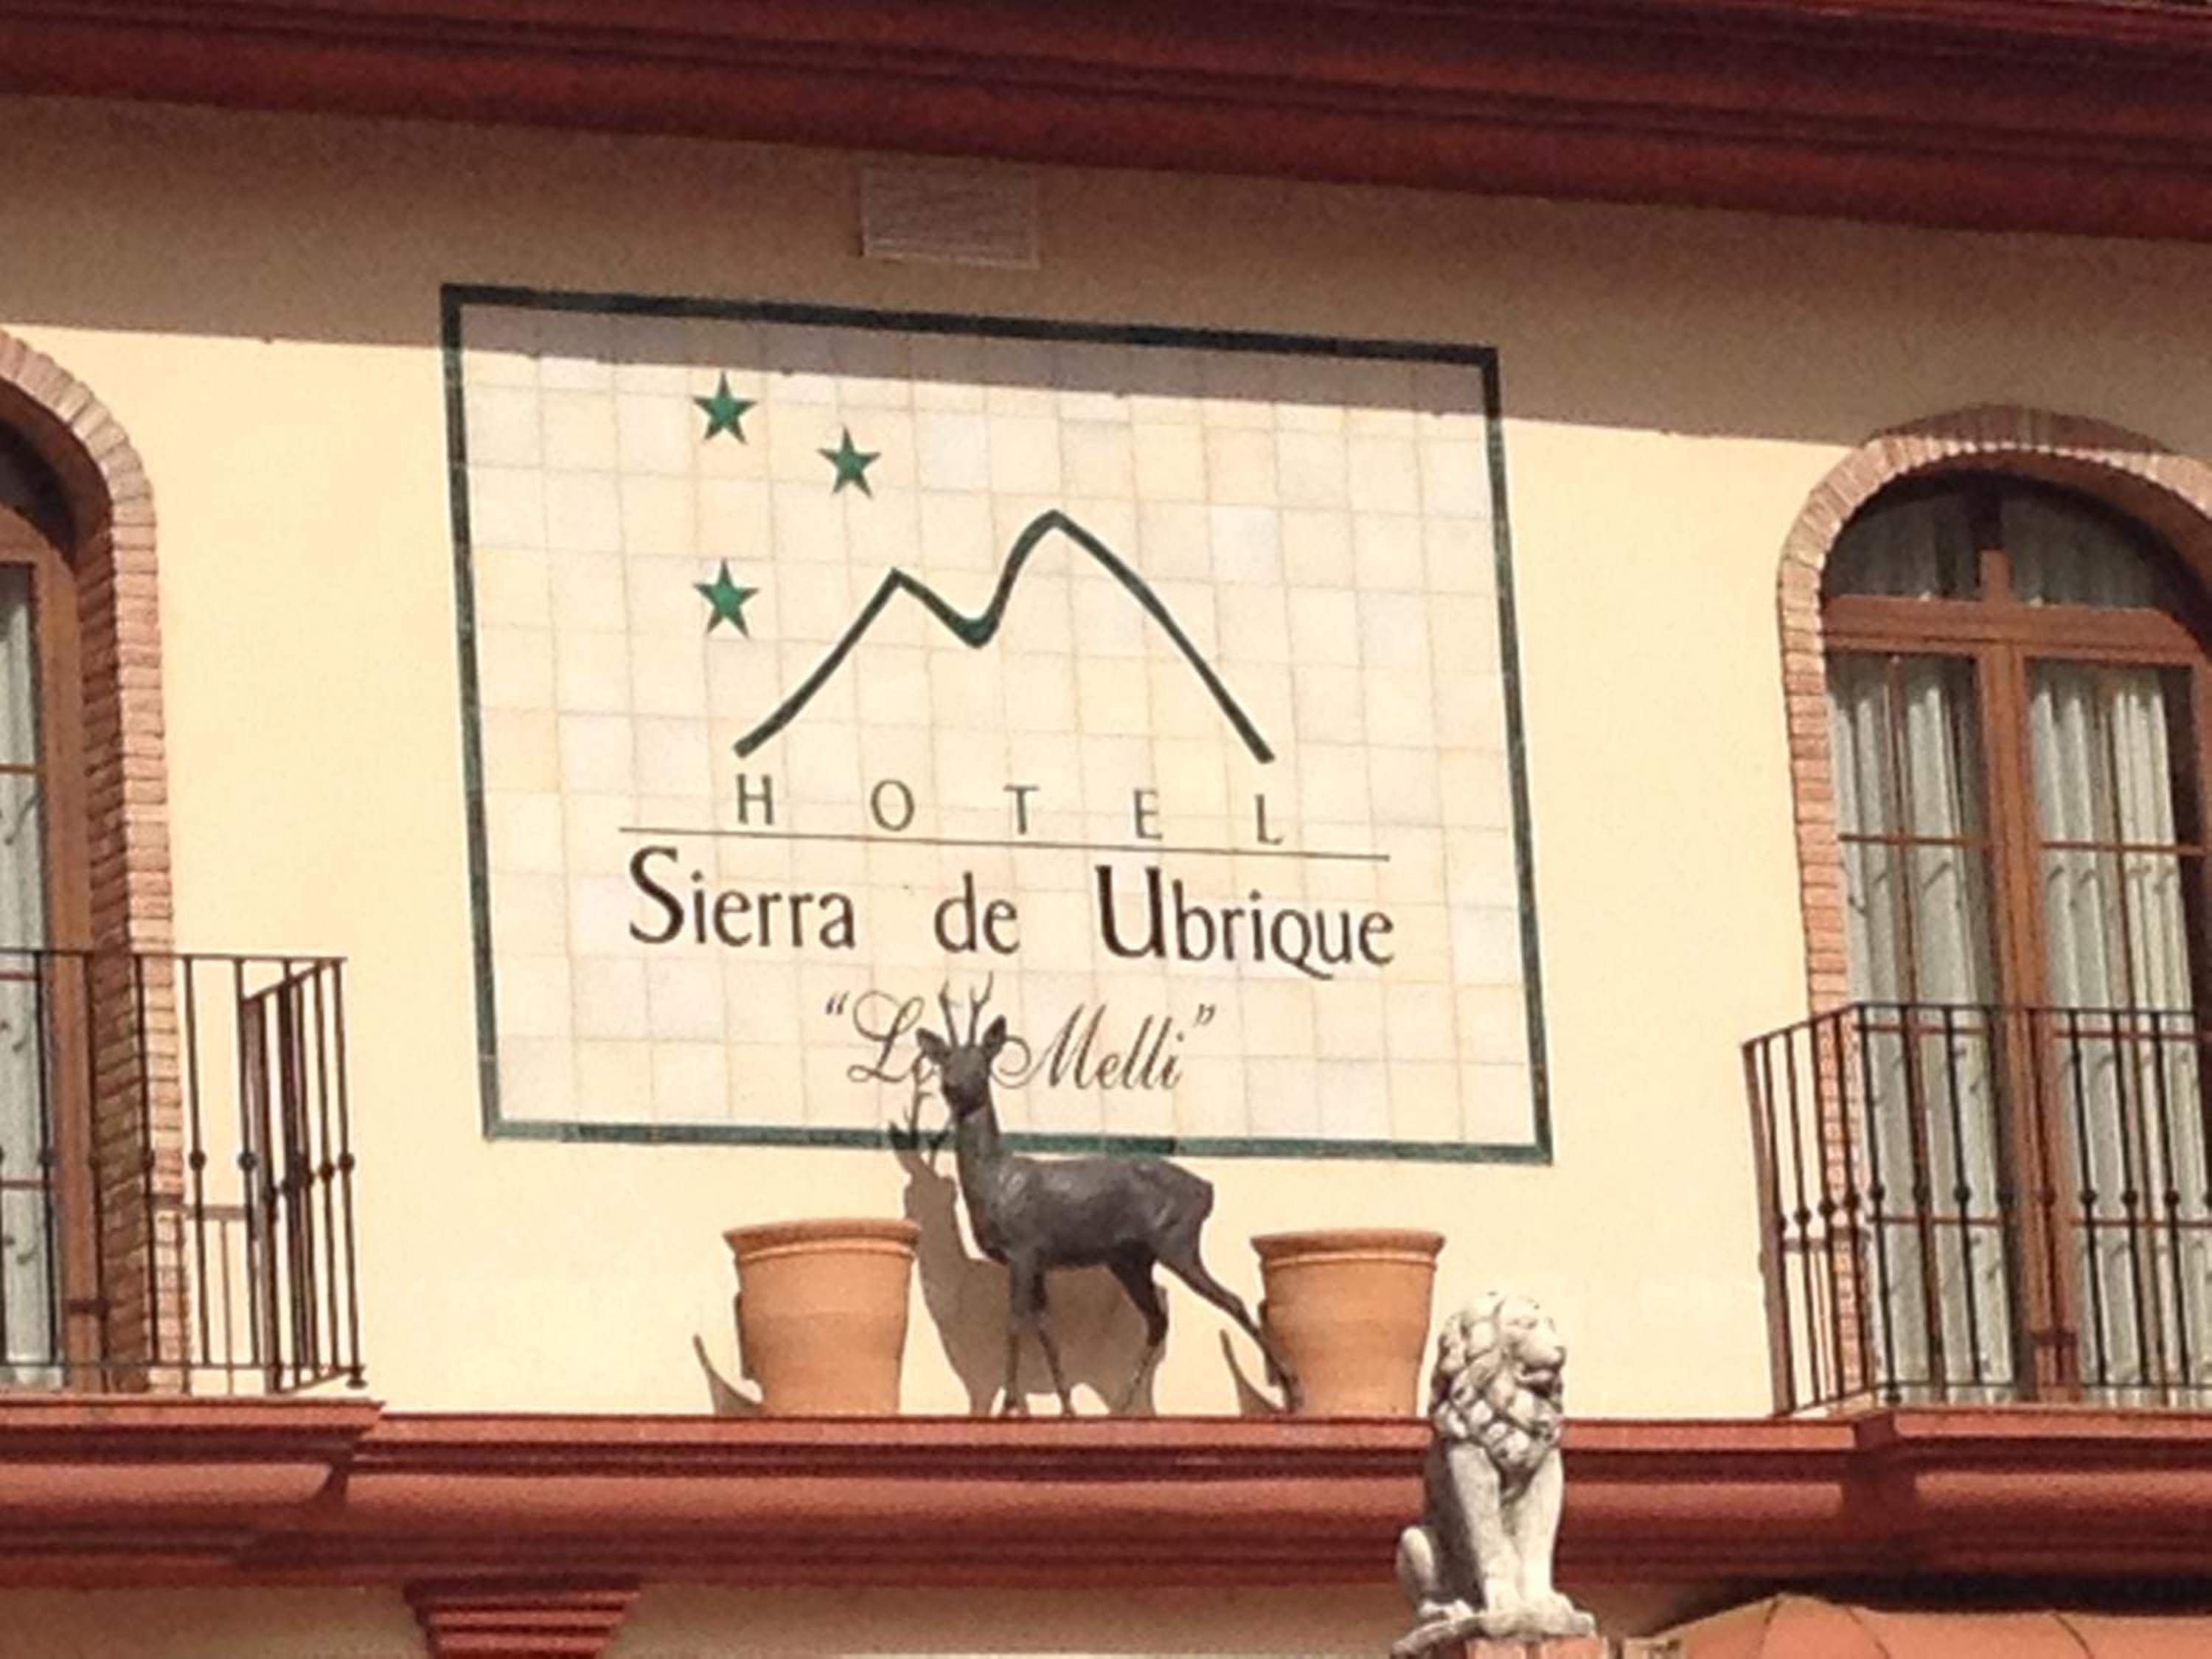 HOTEL
Sierra de Ubrique
Melli”